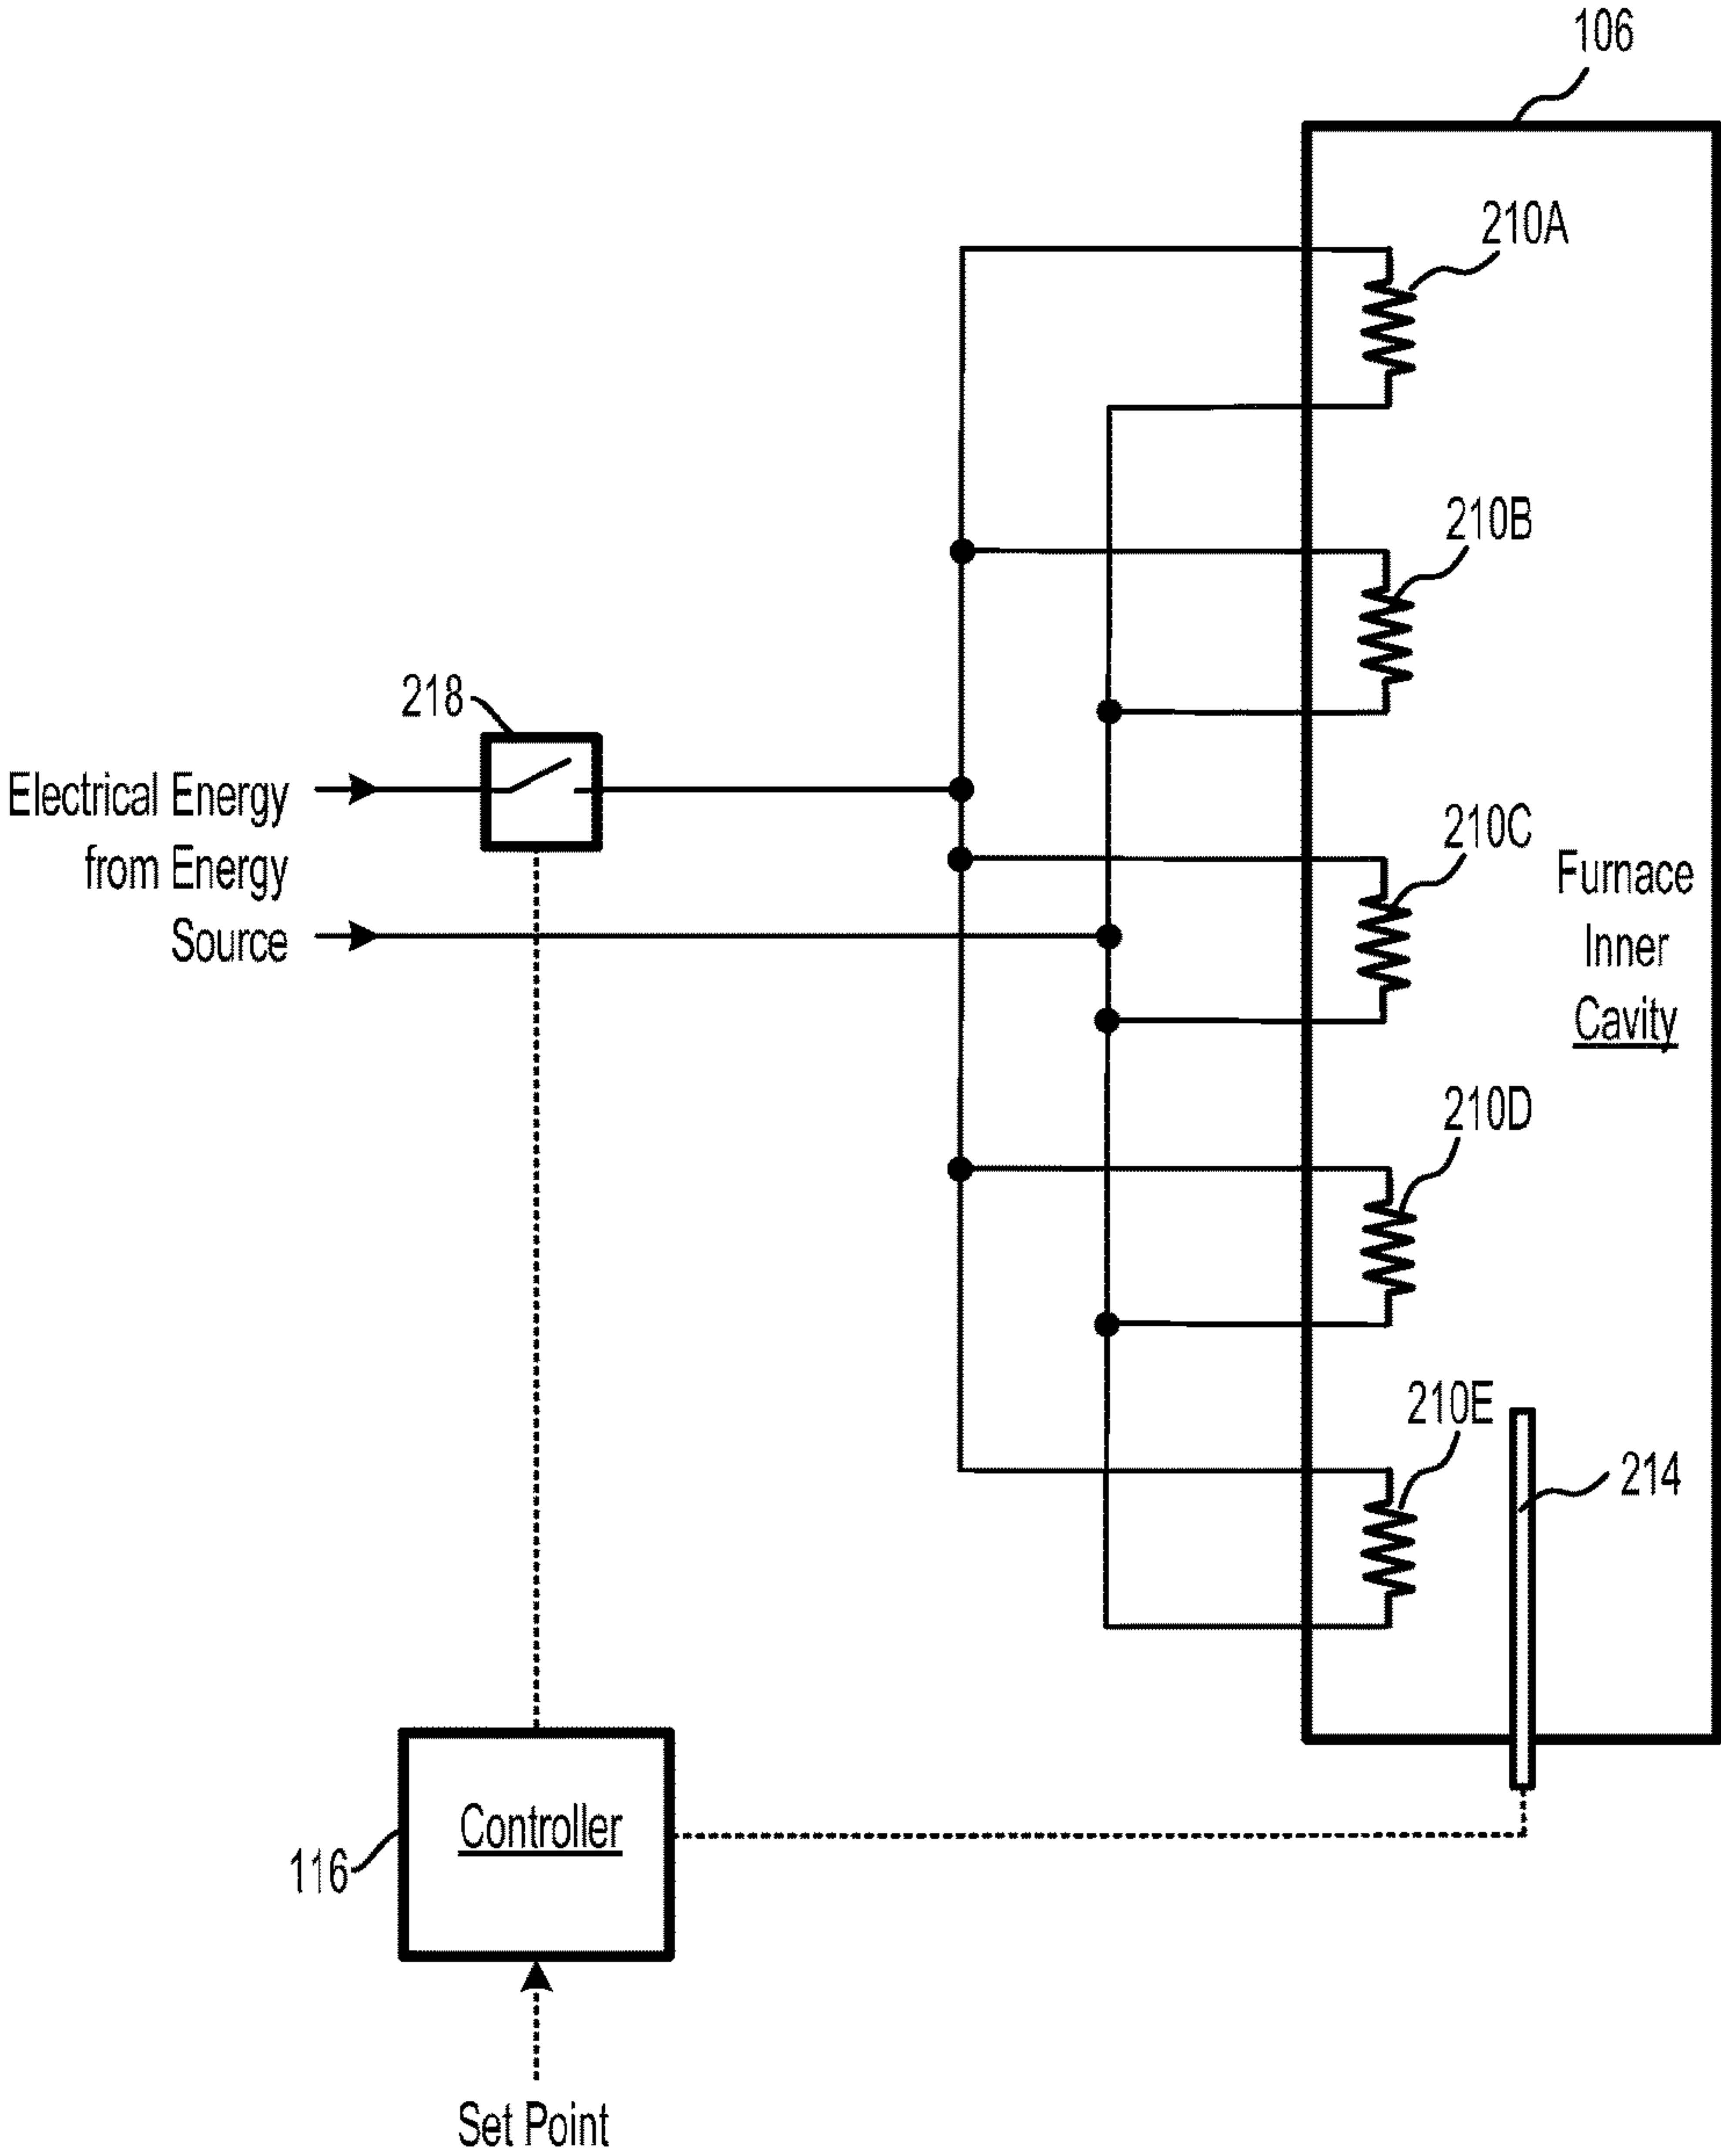 106
210A
210B
218
Electrical Energy
from Energy
Source
210C
Furnace
Inner
Cavity
210D
210E
214
Controller
116
Set Point